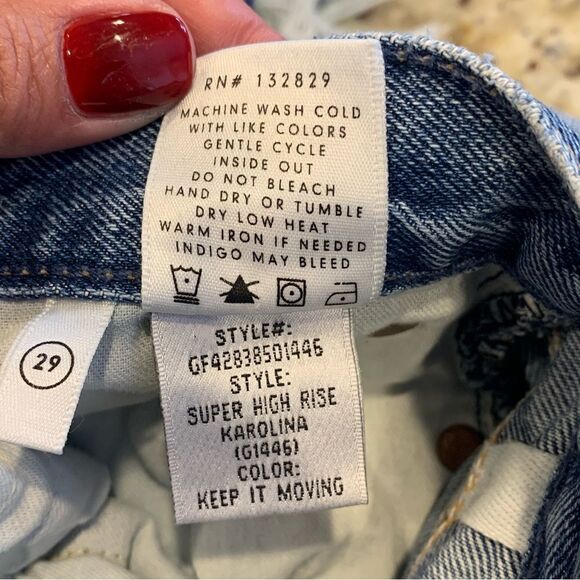 RN# 132829
MACHINE WASH COLD
WITH LIKE COLORS
GENTLE CYCLE
INSIDE OUT
DO NOT BLEACH
HAND DRY OR TUMBLE
DRY LOW HEAT
WARM IRON IF NEEDED
INDIGO MAY BLEED
29
STYLE#:
GF42838501446
STYLE:
SUPER HIGH RISE
KAROLINA
(G1446)
COLOR:
KEEP IT MOVING